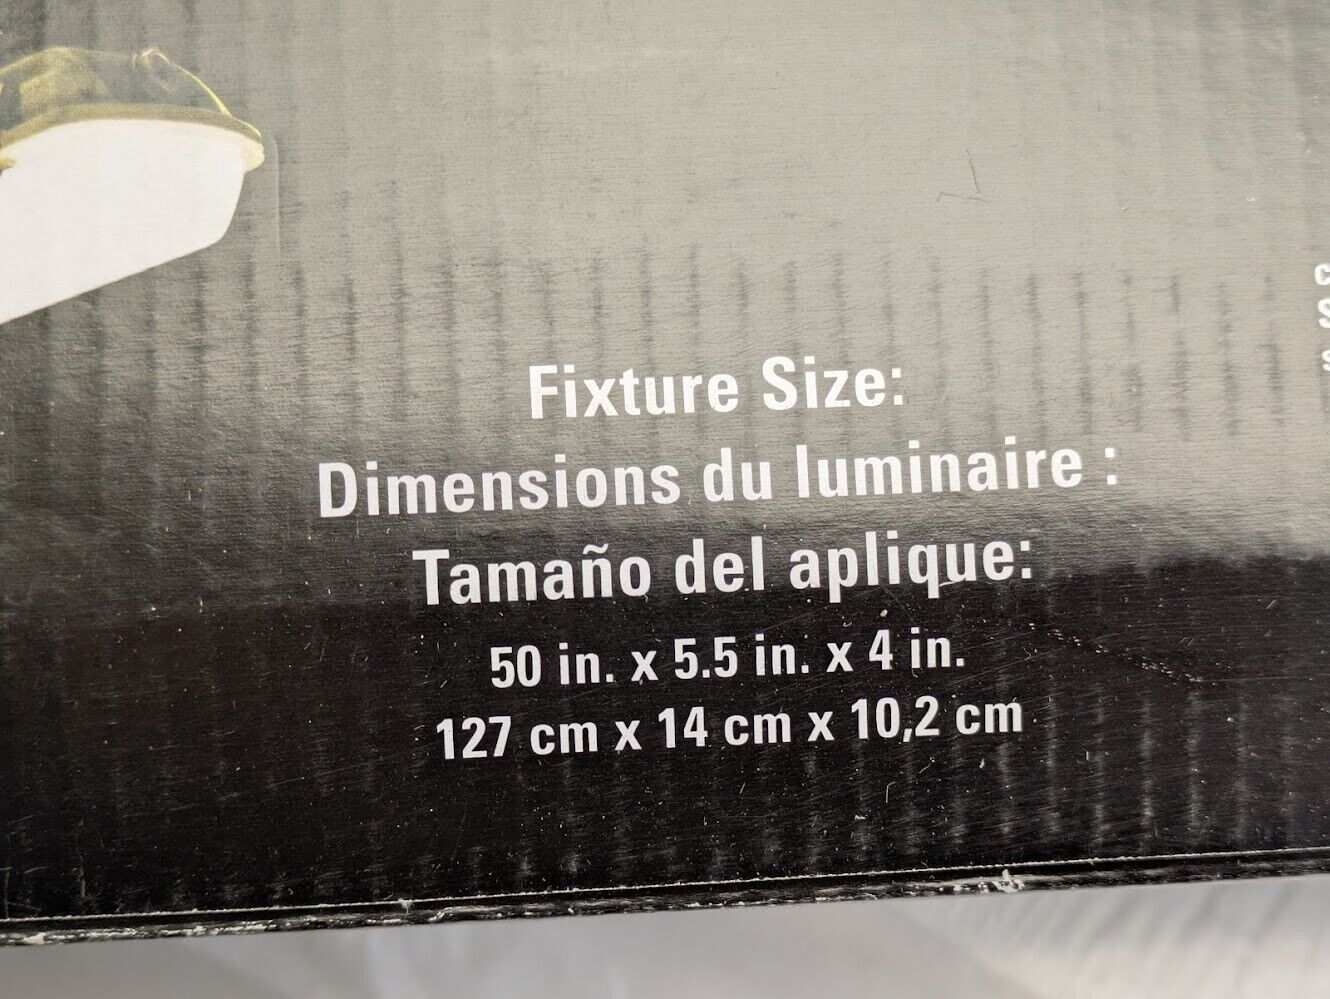 Fixture Size:
Dimensions du luminaire :
Tamaño del aplique:
50 in. x 5.5 in. x 4 in.
127 cm x 14 cm x 10,2 cm